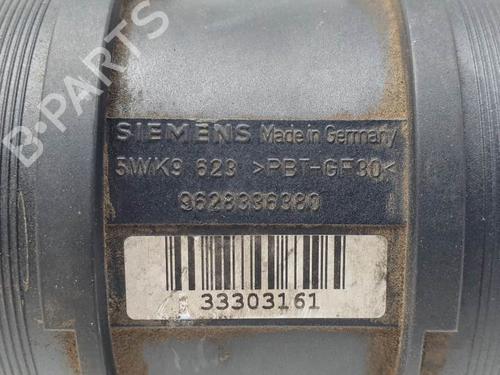 B-PARTS
SIEMENS Made in Germany
5WK9 623 >PBT-GF30<
9628336380
33303161